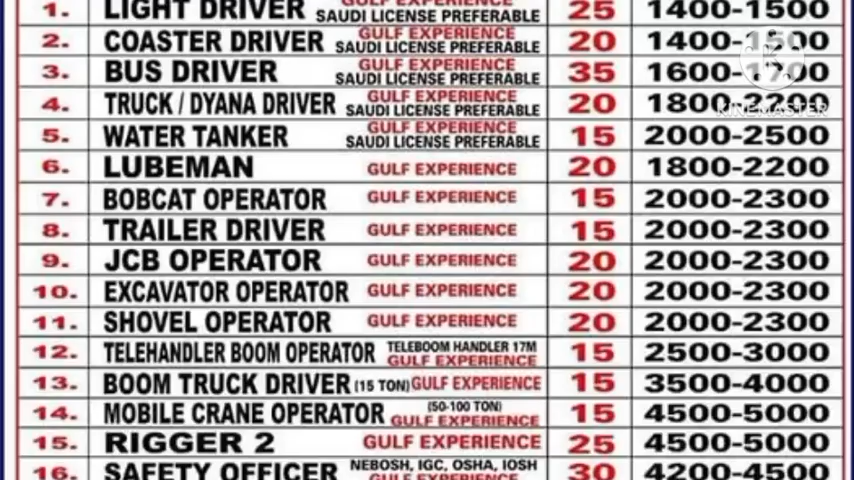 1. LIGHT DRIVER GULF EXPERIENCE SAUDI LICENSE PREFERABLE 25 1400-1500
2. COASTER DRIVER GULF EXPERIENCE SAUDI LICENSE PREFERABLE 20 1400-1500
3. BUS DRIVER GULF EXPERIENCE SAUDI LICENSE PREFERABLE 35 1600-1700
4. TRUCK / DYANA DRIVER GULF EXPERIENCE SAUDI LICENSE PREFERABLE 20 1800-2200
5. WATER TANKER GULF EXPERIENCE SAUDI LICENSE PREFERABLE 15 2000-2500
6. LUBEMAN GULF EXPERIENCE 20 1800-2200
7. BOBCAT OPERATOR GULF EXPERIENCE 15 2000-2300
8. TRAILER DRIVER GULF EXPERIENCE 15 2000-2300
9. JCB OPERATOR GULF EXPERIENCE 20 2000-2300
10. EXCAVATOR OPERATOR GULF EXPERIENCE 20 2000-2300
11. SHOVEL OPERATOR GULF EXPERIENCE 20 2000-2300
12. TELEHANDLER BOOM OPERATOR TELEBOOM HANDLER 17M GULF EXPERIENCE 15 2500-3000
13. BOOM TRUCK DRIVER (15 TON) GULF EXPERIENCE 15 3500-4000
14. MOBILE CRANE OPERATOR (50-100 TON) GULF EXPERIENCE 15 4500-5000
15. RIGGER 2 GULF EXPERIENCE 25 4500-5000
16. SAFETY OFFICER NEBOSH, IGC, OSHA, IOSH GULF EXPERIENCE 30 4200-4500
KINEMASTER